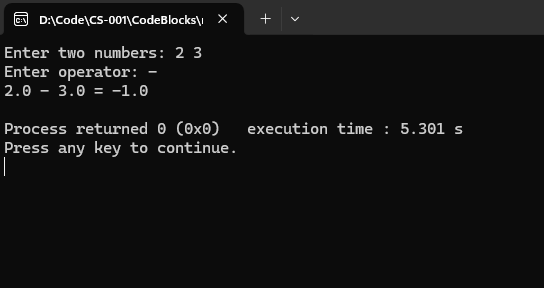 D:\Code\CS-001\CodeBlocks\
Enter two numbers: 2 3
Enter operator: -
2.0 - 3.0 = -1.0
Process returned 0 (0x0)   execution time : 5.301 s
Press any key to continue.